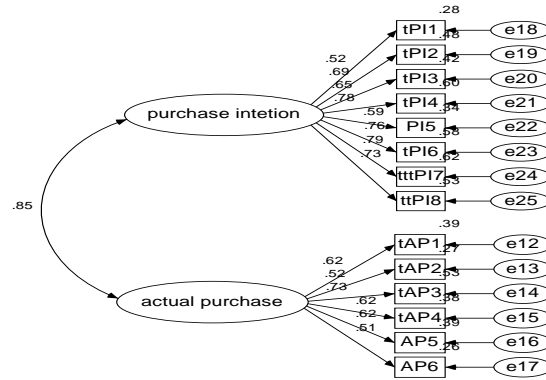 .28
tPI1 e18
.48
.52 tPI2 e19
.42
.69 tPI3 e20
.65 .60
.78 tPI4 e21
.34
purchase intetion .59 PI5 e22
.76 .58
tPI6 e23
.79 .62
.73 tttPI7 e24
.53
ttPI8 e25
.85
.39
tAP1 e12
.62 .27
.52 tAP2 e13
.73 .53
tAP3 e14
actual purchase .62 .38
.62 tAP4 e15
.51 .39
AP5 e16
.26
AP6 e17